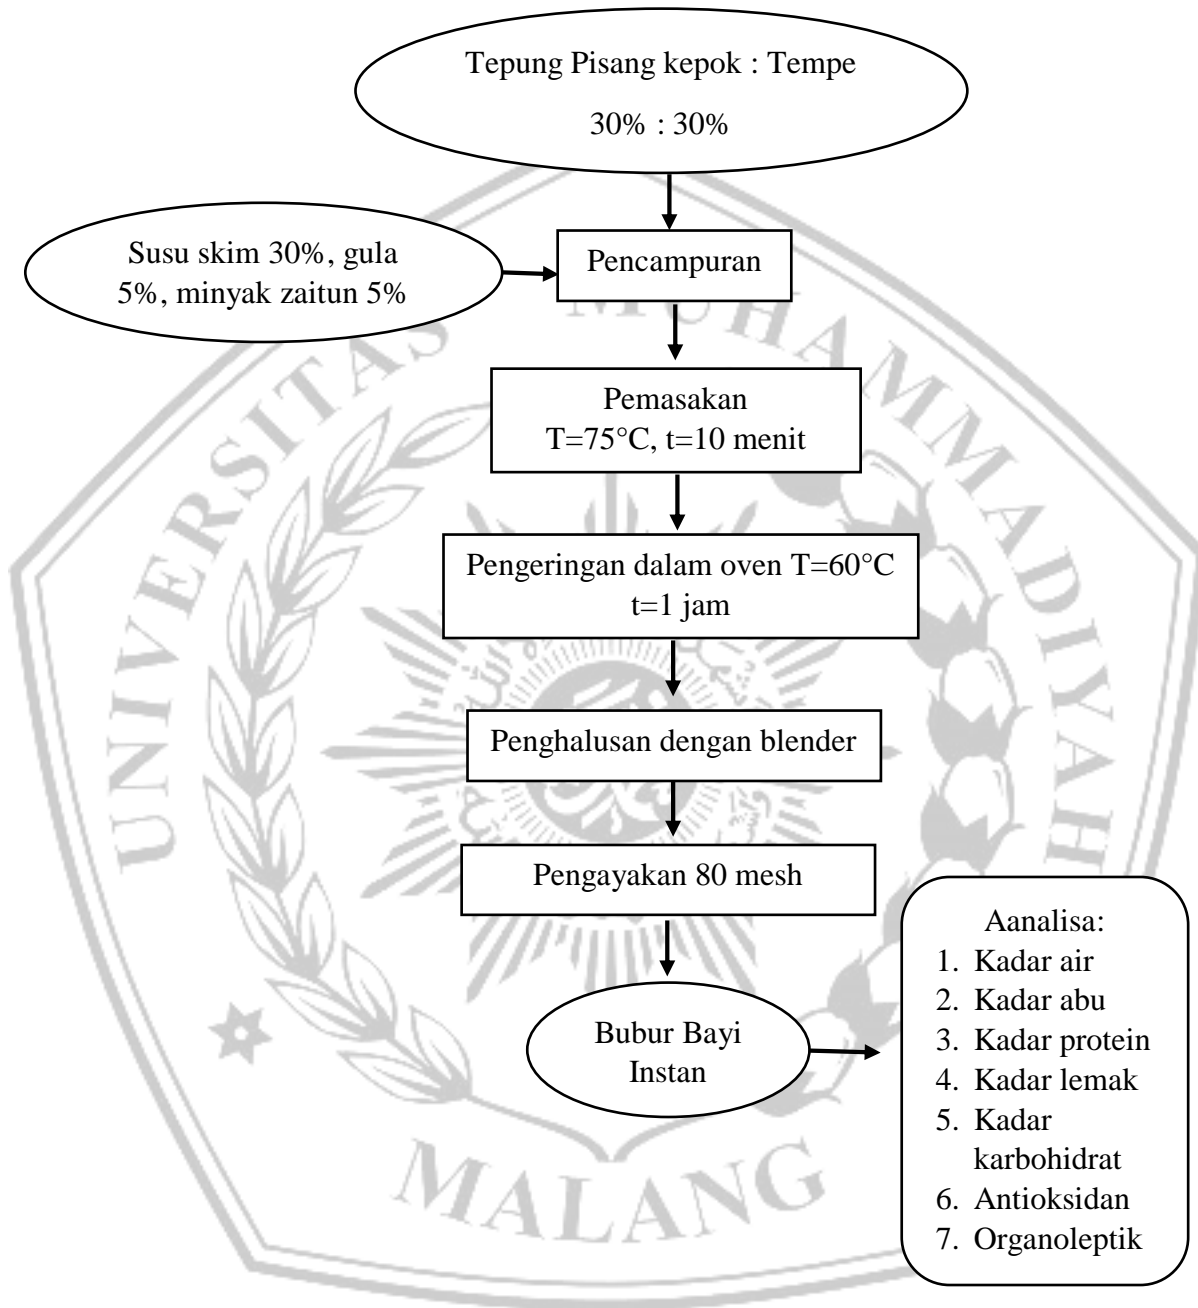 Tepung Pisang kepok : Tempe
30% : 30%
Susu skim 30%, gula
5%, minyak zaitun 5%
Pencampuran
Pemasakan
T=75°C, t=10 menit
Pengeringan dalam oven T=60°C
t=1 jam
Penghalusan dengan blender
Pengayakan 80 mesh
Bubur Bayi
Instan
Aanalisa:
1. Kadar air
2. Kadar abu
3. Kadar protein
4. Kadar lemak
5. Kadar
karbohidrat
6. Antioksidan
7. Organoleptik
UNIVERSITAS MUHAMMADIYAH
MALANG